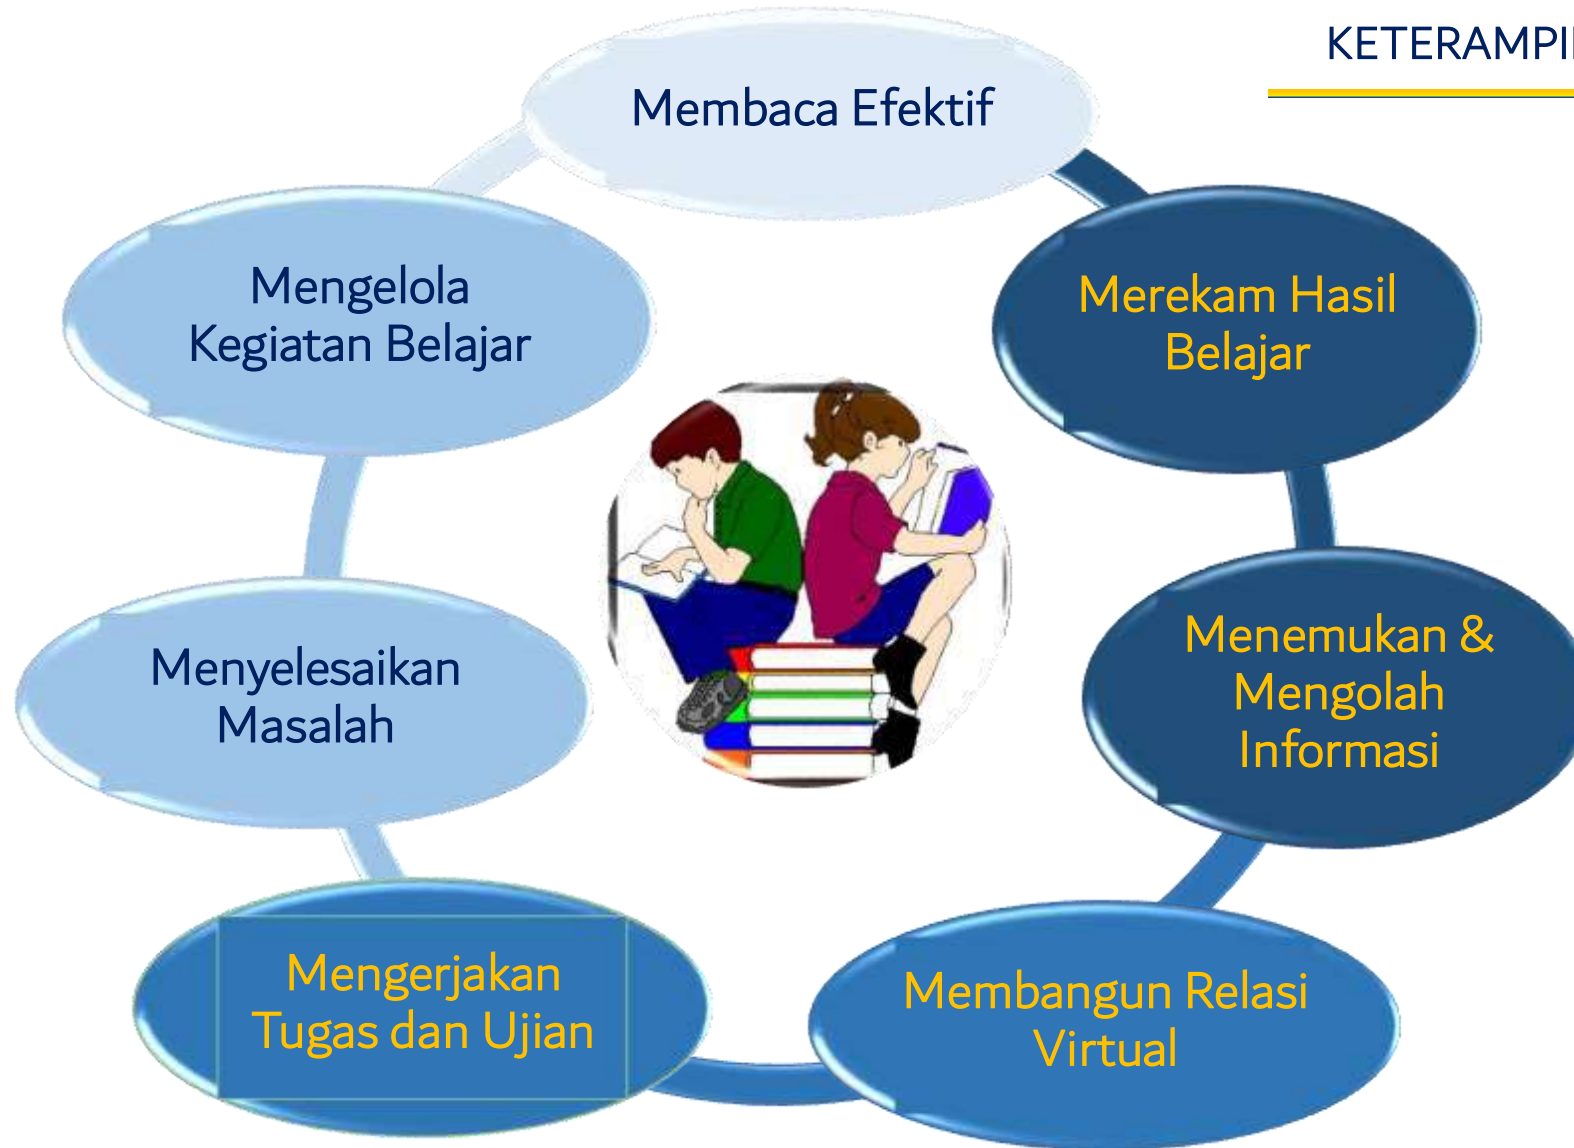 KETERAMPI
Membaca Efektif
Merekam Hasil
Belajar
Menemukan &
Mengolah
Informasi
Membangun Relasi
Virtual
Mengerjakan
Tugas dan Ujian
Menyelesaikan
Masalah
Mengelola
Kegiatan Belajar